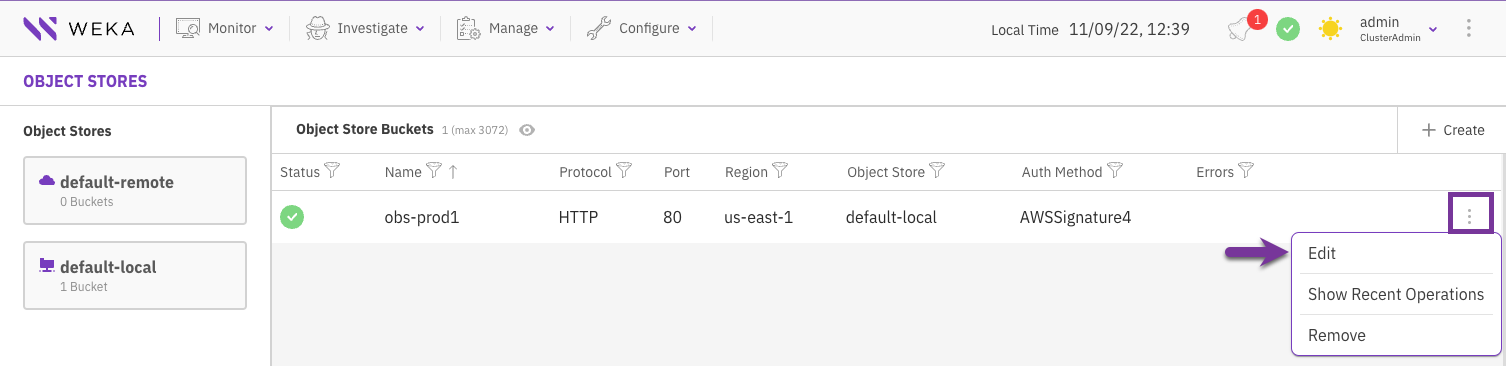 WEKA Monitor Investigate Manage Configure Local Time 11/09/22, 12:39 1 admin
ClusterAdmin
OBJECT STORES
Object Stores
default-remote
0 Buckets
default-local
1 Bucket
Object Store Buckets 1 (max 3072) Create
Status Name Protocol Port Region Object Store Auth Method Errors
obs-prod1 HTTP 80 us-east-1 default-local AWSSignature4
Edit
Show Recent Operations
Remove